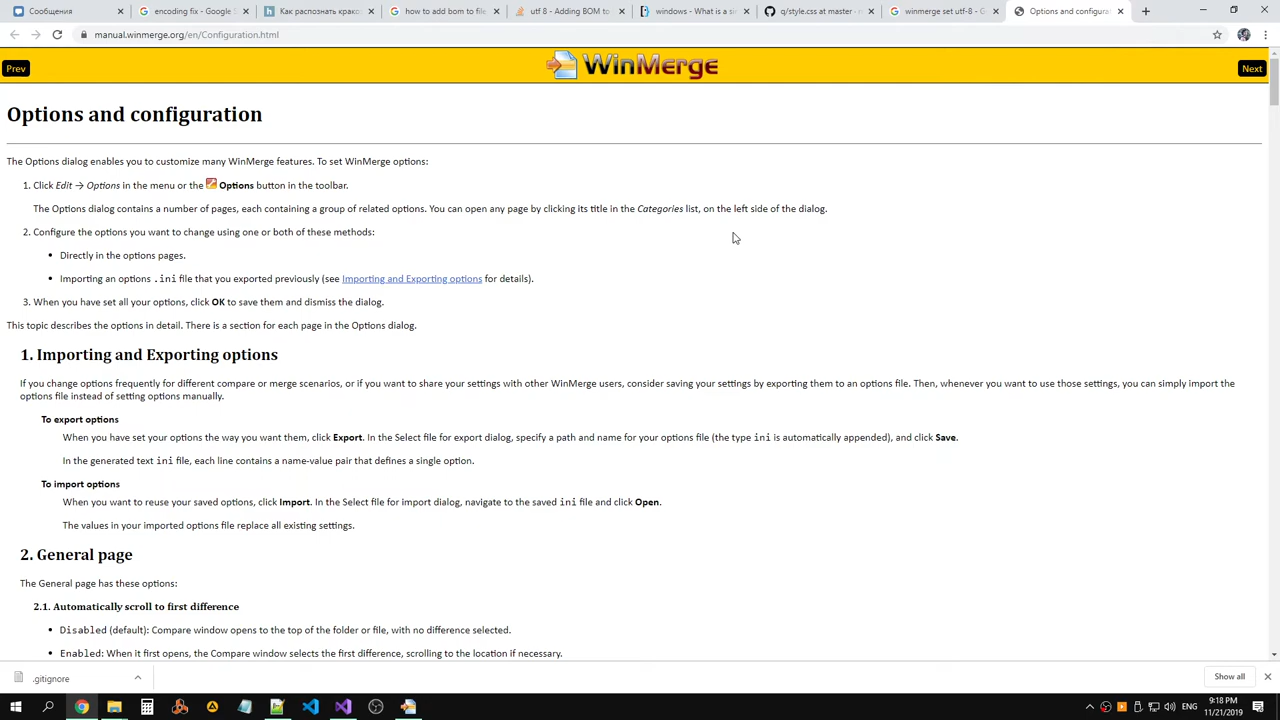 Сообщения
encoding fix - Google S
Как распознать крако
how to add bom to file
utf 8 - Adding BOM to
windows - What is a si
q/style.css at master · n
winmerge set utf-8 - G
Options and configura
manual.winmerge.org/en/Configuration.html
Prev
WinMerge
Next
Options and configuration
The Options dialog enables you to customize many WinMerge features. To set WinMerge options:
1. Click Edit → Options in the menu or the Options button in the toolbar.
The Options dialog contains a number of pages, each containing a group of related options. You can open any page by clicking its title in the Categories list, on the left side of the dialog.
2. Configure the options you want to change using one or both of these methods:
• Directly in the options pages.
• Importing an options .ini file that you exported previously (see Importing and Exporting options for details).
3. When you have set all your options, click OK to save them and dismiss the dialog.
This topic describes the options in detail. There is a section for each page in the Options dialog.
1. Importing and Exporting options
If you change options frequently for different compare or merge scenarios, or if you want to share your settings with other WinMerge users, consider saving your settings by exporting them to an options file. Then, whenever you want to use those settings, you can simply import the
options file instead of setting options manually.
To export options
When you have set your options the way you want them, click Export. In the Select file for export dialog, specify a path and name for your options file (the type ini is automatically appended), and click Save.
In the generated text ini file, each line contains a name-value pair that defines a single option.
To import options
When you want to reuse your saved options, click Import. In the Select file for import dialog, navigate to the saved ini file and click Open.
The values in your imported options file replace all existing settings.
2. General page
The General page has these options:
2.1. Automatically scroll to first difference
• Disabled (default): Compare window opens to the top of the folder or file, with no difference selected.
• Enabled: When it first opens, the Compare window selects the first difference, scrolling to the location if necessary.
.gitignore
Show all
ENG
9:18 PM
11/21/2019